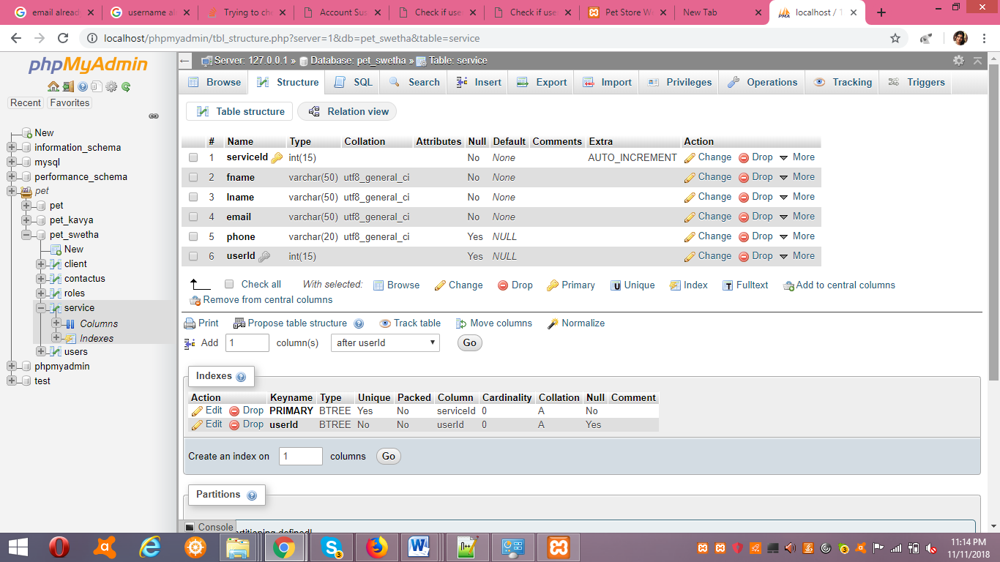 email alread
username alr
Trying to che
Account Sus
Check if use
Check if use
Pet Store We
New Tab
PMA
localhost / 1
localhost/phpmyadmin/tbl_structure.php?server=1&db=pet_swetha&table=service
phpMyAdmin
Recent
Favorites
New
information_schema
mysql
performance_schema
pet
pet
pet_kavya
pet_swetha
New
client
contactus
roles
service
Columns
Indexes
users
phpmyadmin
test
Server: 127.0.0.1 » Database: pet_swetha » Table: service
Browse Structure SQL Search Insert Export Import Privileges Operations Tracking Triggers
Table structure Relation view
# Name Type Collation Attributes Null Default Comments Extra Action
1 serviceId int(15) No None AUTO_INCREMENT Change Drop More
2 fname varchar(50) utf8_general_ci No None Change Drop More
3 lname varchar(50) utf8_general_ci No None Change Drop More
4 email varchar(50) utf8_general_ci No None Change Drop More
5 phone varchar(20) utf8_general_ci Yes NULL Change Drop More
6 userId int(15) Yes NULL Change Drop More
Check all With selected: Browse Change Drop Primary Unique Index Fulltext Add to central columns
Remove from central columns
Print Propose table structure Track table Move columns Normalize
Add 1 column(s) after userId Go
Indexes
Action Keyname Type Unique Packed Column Cardinality Collation Null Comment
Edit Drop PRIMARY BTREE Yes No serviceId 0 A No
Edit Drop userId BTREE No No userId 0 A Yes
Create an index on 1 columns Go
Partitions
Console
11:14 PM
11/11/2018